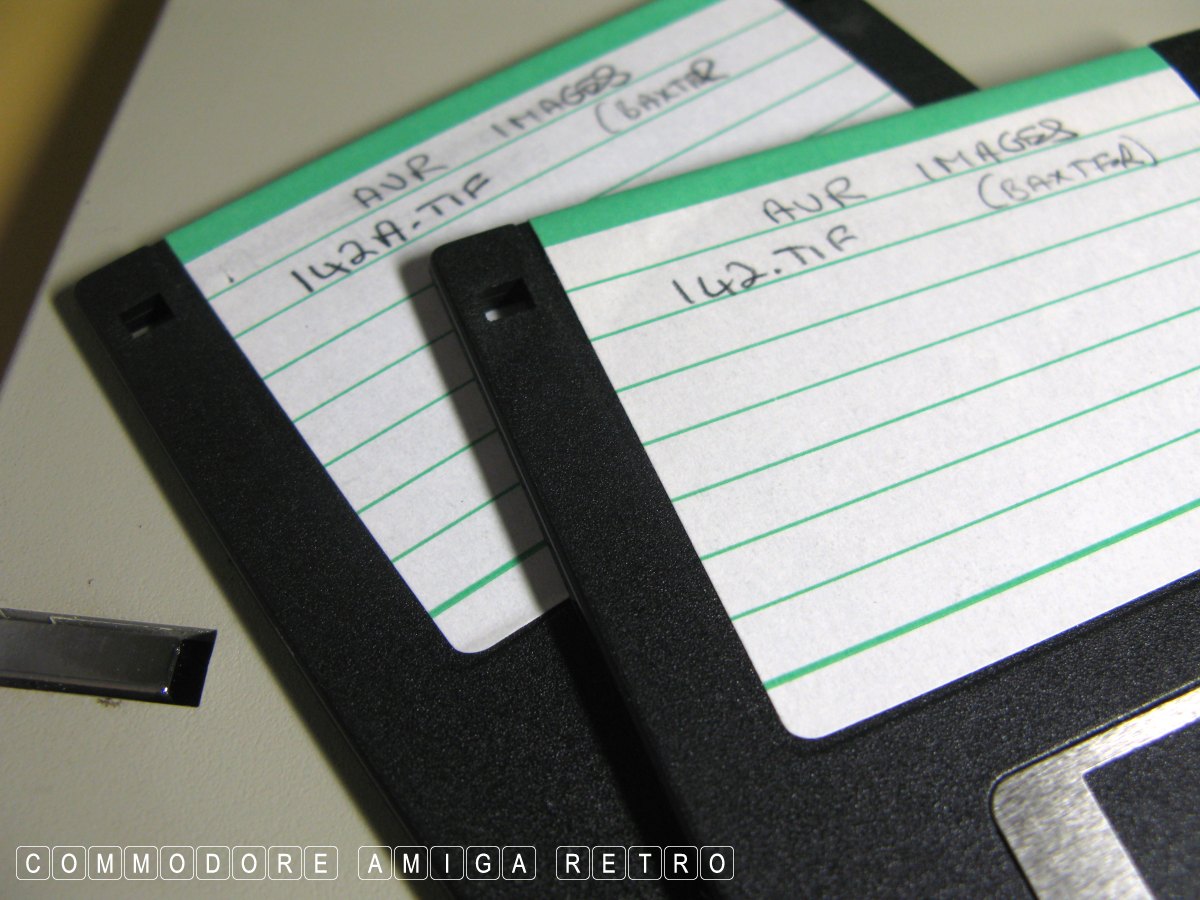 AUR IMAGES
(BAXTER
142A.TIF
AUR IMAGES
(BAXTER)
142.TIF
COMMODORE AMIGA RETRO